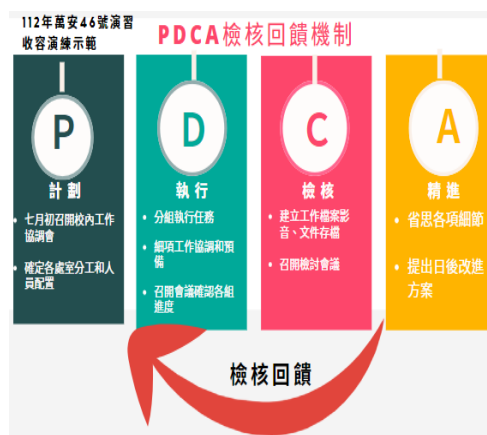 112年萬安46號演習
收容演練示範
PDCA檢核回饋機制
P
計劃
• 七月初召開校內工作
協調會
• 確定各處室分工和人
員配置
D
執行
• 分組執行任務
• 細項工作協調和預
備
• 召開會議確認各組
進度
C
檢核
• 建立工作檔案影
音、文件存檔
• 召開檢討會議
A
精進
• 省思各項細節
• 提出日後改進
方案
檢核回饋